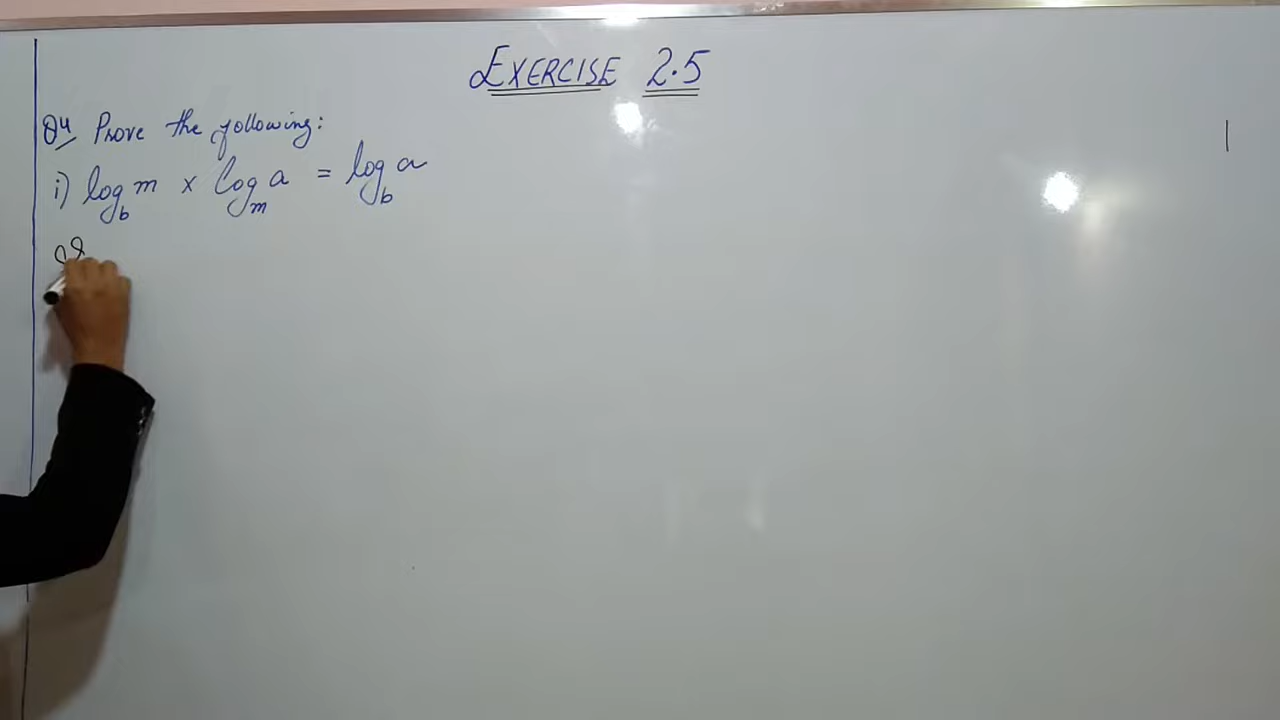 EXERCISE 2.5
Q4 Prove the following:
i) log_b m × log_m a = log_b a